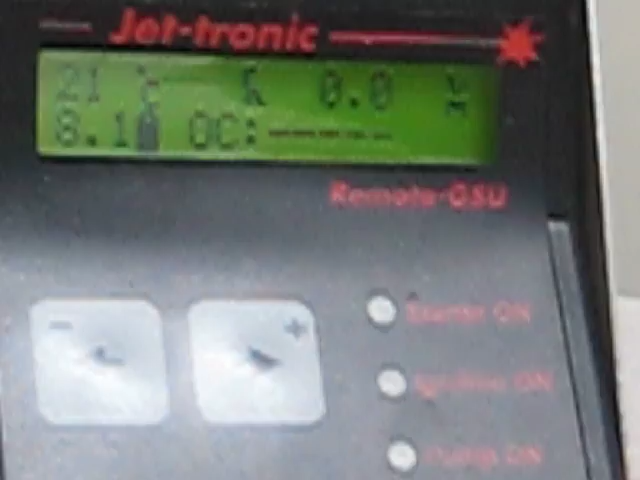 Jet-tronic
21 °C R 0.0 V
8.1 OC:------
Remote-GSU
- +
Starter ON
Ignition ON
Pump ON